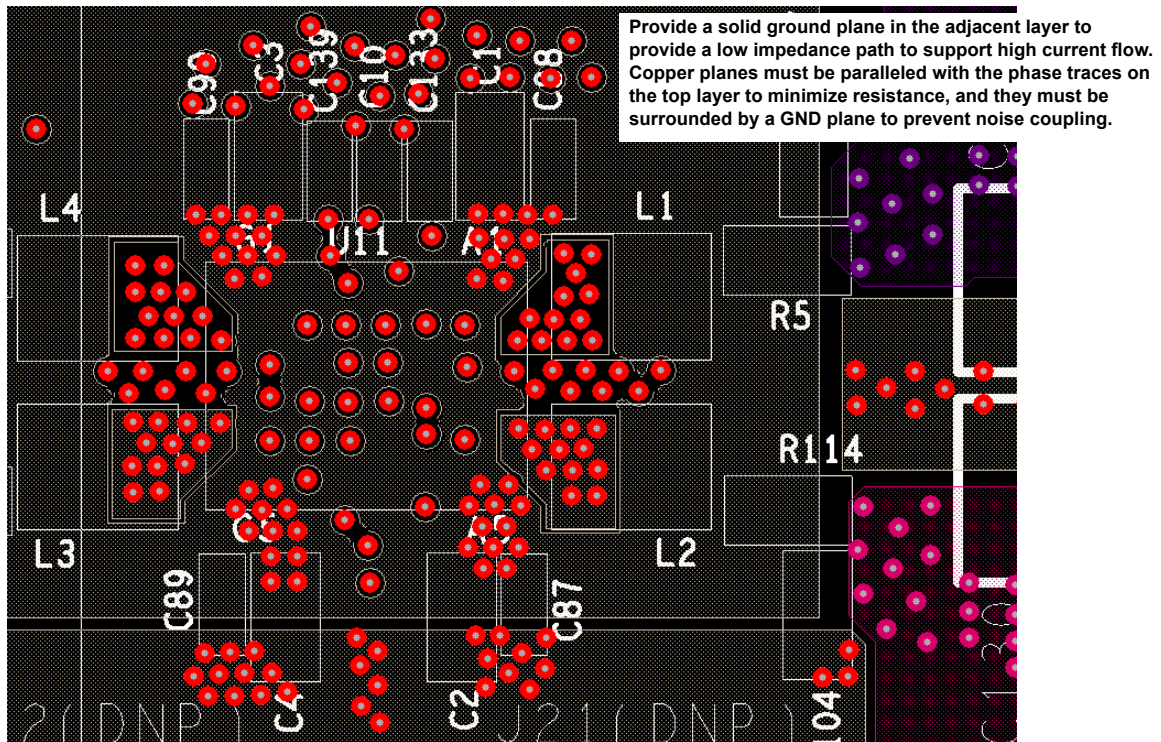 Provide a solid ground plane in the adjacent layer to
provide a low impedance path to support high current flow.
Copper planes must be paralleled with the phase traces on
the top layer to minimize resistance, and they must be
surrounded by a GND plane to prevent noise coupling.
C90
C3
C139
C10
C133
C1
C88
L4
U11
L1
R5
R114
L3
L2
C89
C87
C4
C2
2(DNP)
J21(DNP)
104